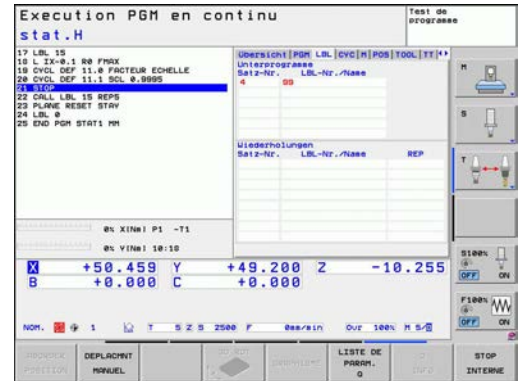 Execution PGM en continu
Test de programme
stat.H
17 LBL 15
18 L IX-0.1 R0 FMAX
19 CYCL DEF 11.0 FACTEUR ECHELLE
20 CYCL DEF 11.1 SCL 0.9995
21 STOP
22 CALL LBL 15 REP5
23 PLANE RESET STAY
24 LBL 0
25 END PGM STAT1 MM
Übersicht PGM LBL CYC M POS TOOL TT
Unterprogramme
Satz-Nr. LBL-Nr./Name
4 99
Wiederholungen
Satz-Nr. LBL-Nr./Name REP
0% X[Nm] P1 -T1
0% Y[Nm] 10:10
X +50.459 Y +49.200 Z -10.255
B +0.000 C +0.000
NOM. 1 T 5 Z S 2500 F 0mm/min Ovr 100% M 5/8
M
S
T
S100%
OFF ON
F100%
OFF ON
DEPLACMNT MANUEL
LISTE DE PARAM. Q
STOP INTERNE